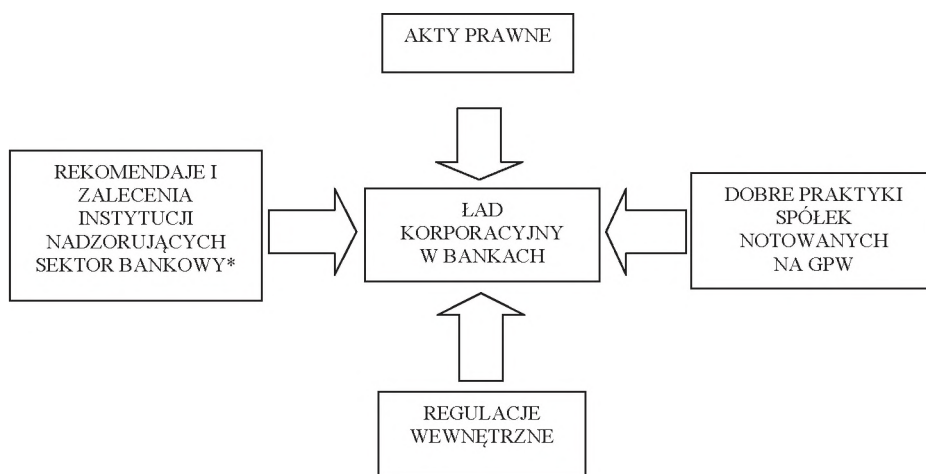 AKTY PRAWNE
REKOMENDAJE I
ZALECENIA
INSTYTUCJI
NADZORUJĄCYCH
SEKTOR BANKOWY*
ŁAD
KORPORACYJNY
W BANKACH
DOBRE PRAKTYKI
SPÓŁEK
NOTOWANYCH
NA GPW
REGULACJE
WEWNĘTRZNE